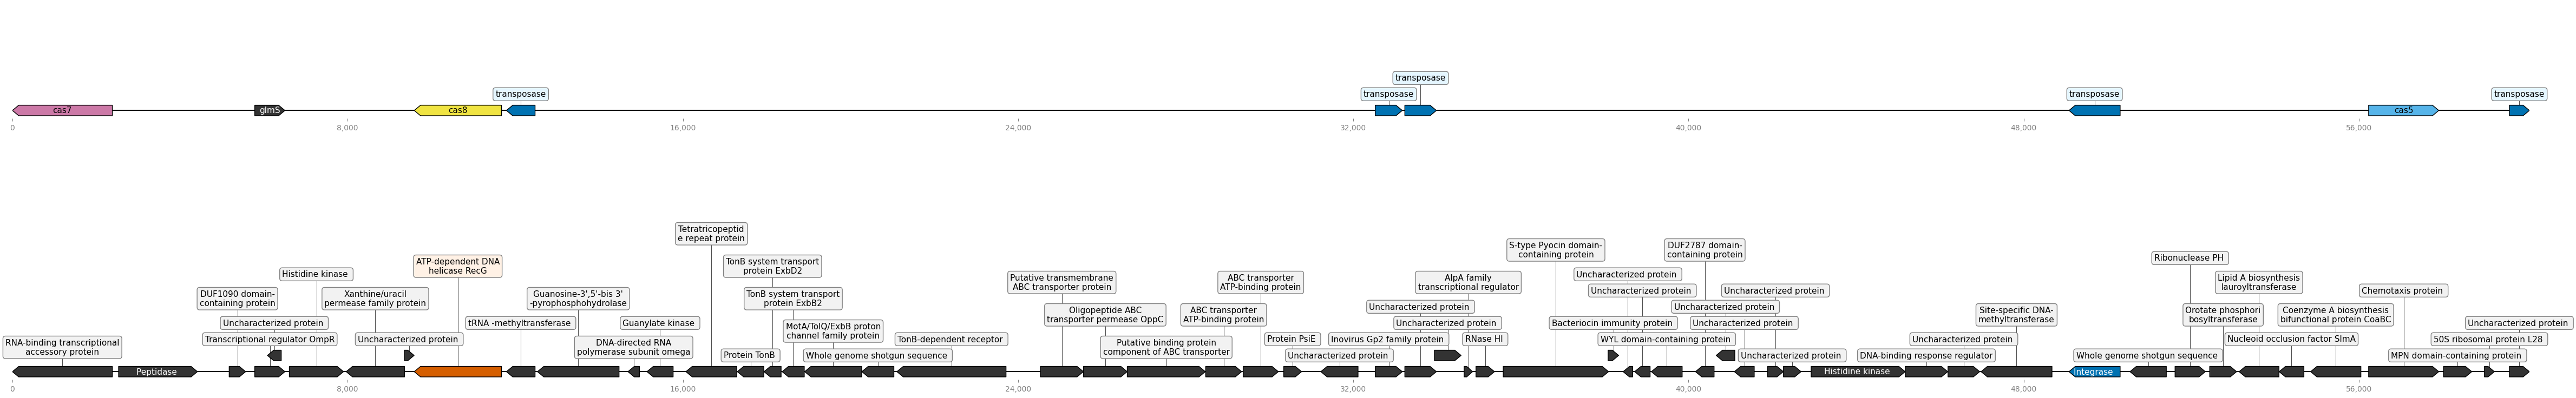 transposase
transposase
transposase
transposase
transposase
cas7
glmS
cas8
cas5
0
8,000
16,000
24,000
32,000
40,000
48,000
56,000
Tetratricopeptid
e repeat protein
S-type Pyocin domain-
containing protein
DUF2787 domain-
containing protein
Ribonuclease PH
ATP-dependent DNA
helicase RecG
TonB system transport
protein ExbD2
Histidine kinase
Putative transmembrane
ABC transporter protein
ABC transporter
ATP-binding protein
AlpA family
transcriptional regulator
Uncharacterized protein
Lipid A biosynthesis
lauroyltransferase
DUF1090 domain-
containing protein
Xanthine/uracil
permease family protein
Guanosine-3',5'-bis 3'
-pyrophosphohydrolase
TonB system transport
protein ExbB2
Uncharacterized protein
Uncharacterized protein
Chemotaxis protein
Oligopeptide ABC
transporter permease OppC
ABC transporter
ATP-binding protein
Uncharacterized protein
Uncharacterized protein
Site-specific DNA-
methyltransferase
Orotate phosphori
bosyltransferase
Coenzyme A biosynthesis
bifunctional protein CoaBC
Uncharacterized protein
tRNA -methyltransferase
Guanylate kinase
MotA/TolQ/ExbB proton
channel family protein
Uncharacterized protein
Bacteriocin immunity protein
Uncharacterized protein
Uncharacterized protein
RNA-binding transcriptional
accessory protein
Transcriptional regulator OmpR
Uncharacterized protein
DNA-directed RNA
polymerase subunit omega
TonB-dependent receptor
Putative binding protein
component of ABC transporter
Protein PsiE
Inovirus Gp2 family protein
RNase HI
WYL domain-containing protein
Uncharacterized protein
Nucleoid occlusion factor SlmA
50S ribosomal protein L28
Protein TonB
Whole genome shotgun sequence
Uncharacterized protein
Uncharacterized protein
DNA-binding response regulator
Whole genome shotgun sequence
MPN domain-containing protein
Peptidase
Histidine kinase
Integrase
0
8,000
16,000
24,000
32,000
40,000
48,000
56,000